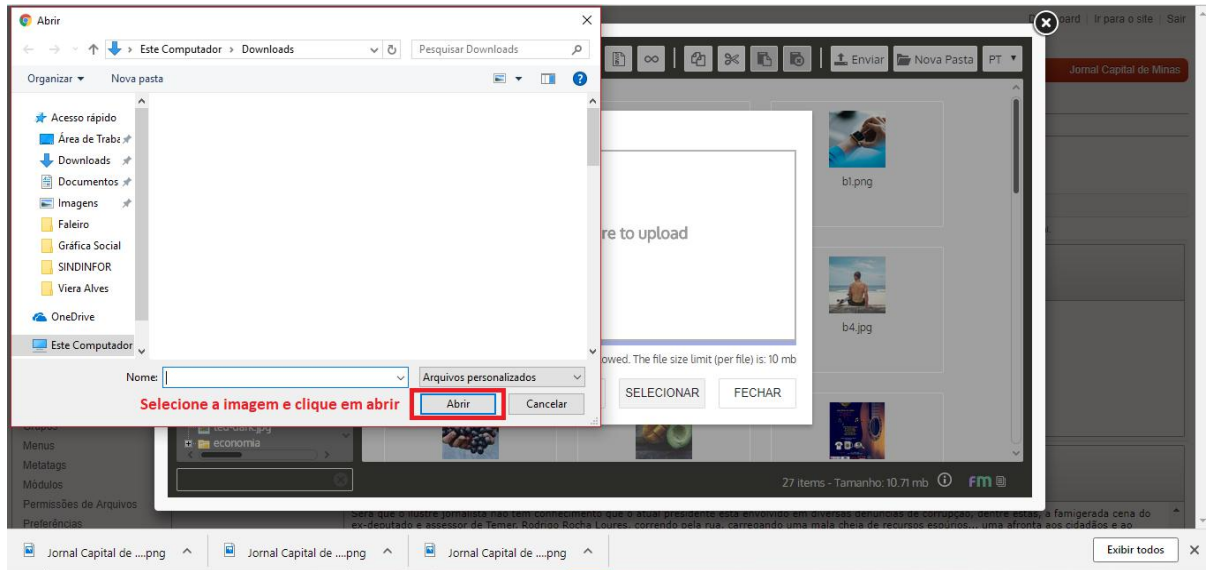 Abrir
Este Computador > Downloads
Pesquisar Downloads
Organizar
Nova pasta
Acesso rápido
Área de Traba
Downloads
Documentos
Imagens
Faleiro
Gráfica Social
SINDINFOR
Viera Alves
OneDrive
Este Computador
Nome:
Arquivos personalizados
Selecione a imagem e clique em abrir
Abrir
Cancelar
Ir para o site
Sair
Enviar
Nova Pasta
PT
Jornal Capital de Minas
b1.png
re to upload
b4.jpg
owed. The file size limit (per file) is: 10 mb
SELECIONAR
FECHAR
economia
Menus
Metatags
Módulos
Permissões de Arquivos
Preferências
27 items - Tamanho: 10.71 mb
fm
Será que o ilustre jornalista não tem conhecimento que o atual presidente está envolvido em diversas denúncias de corrupção, dentre estas, a famigerada cena do
ex-deputado e assessor de Temer, Rodrigo Rocha Loures, correndo pela rua, carregando uma mala cheia de recursos espúrios... uma afronta aos cidadãos e ao
Jornal Capital de ....png
Jornal Capital de ....png
Jornal Capital de ....png
Exibir todos